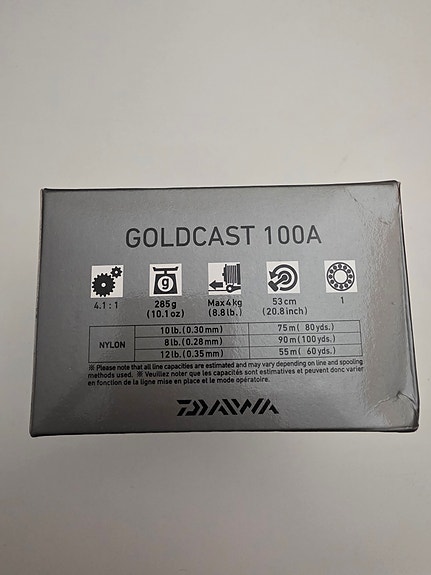 GOLDCAST 100A
g
4.1 : 1
285g
(10.1 oz)
Max4kg
(8.8lb.)
53cm
(20.8inch)
1
NYLON
10lb.(0.30mm) 75m( 80yds.)
8lb.(0.28mm) 90m(100yds.)
12lb.(0.35mm) 55m( 60yds.)
※ Please note that all line capacities are estimated and may vary depending on line and spooling
methods used. ※ Veuillez noter que les capacités sont estimatives et peuvent donc varier
en fonction de la ligne mise en place et le mode opératoire.
DAIWA